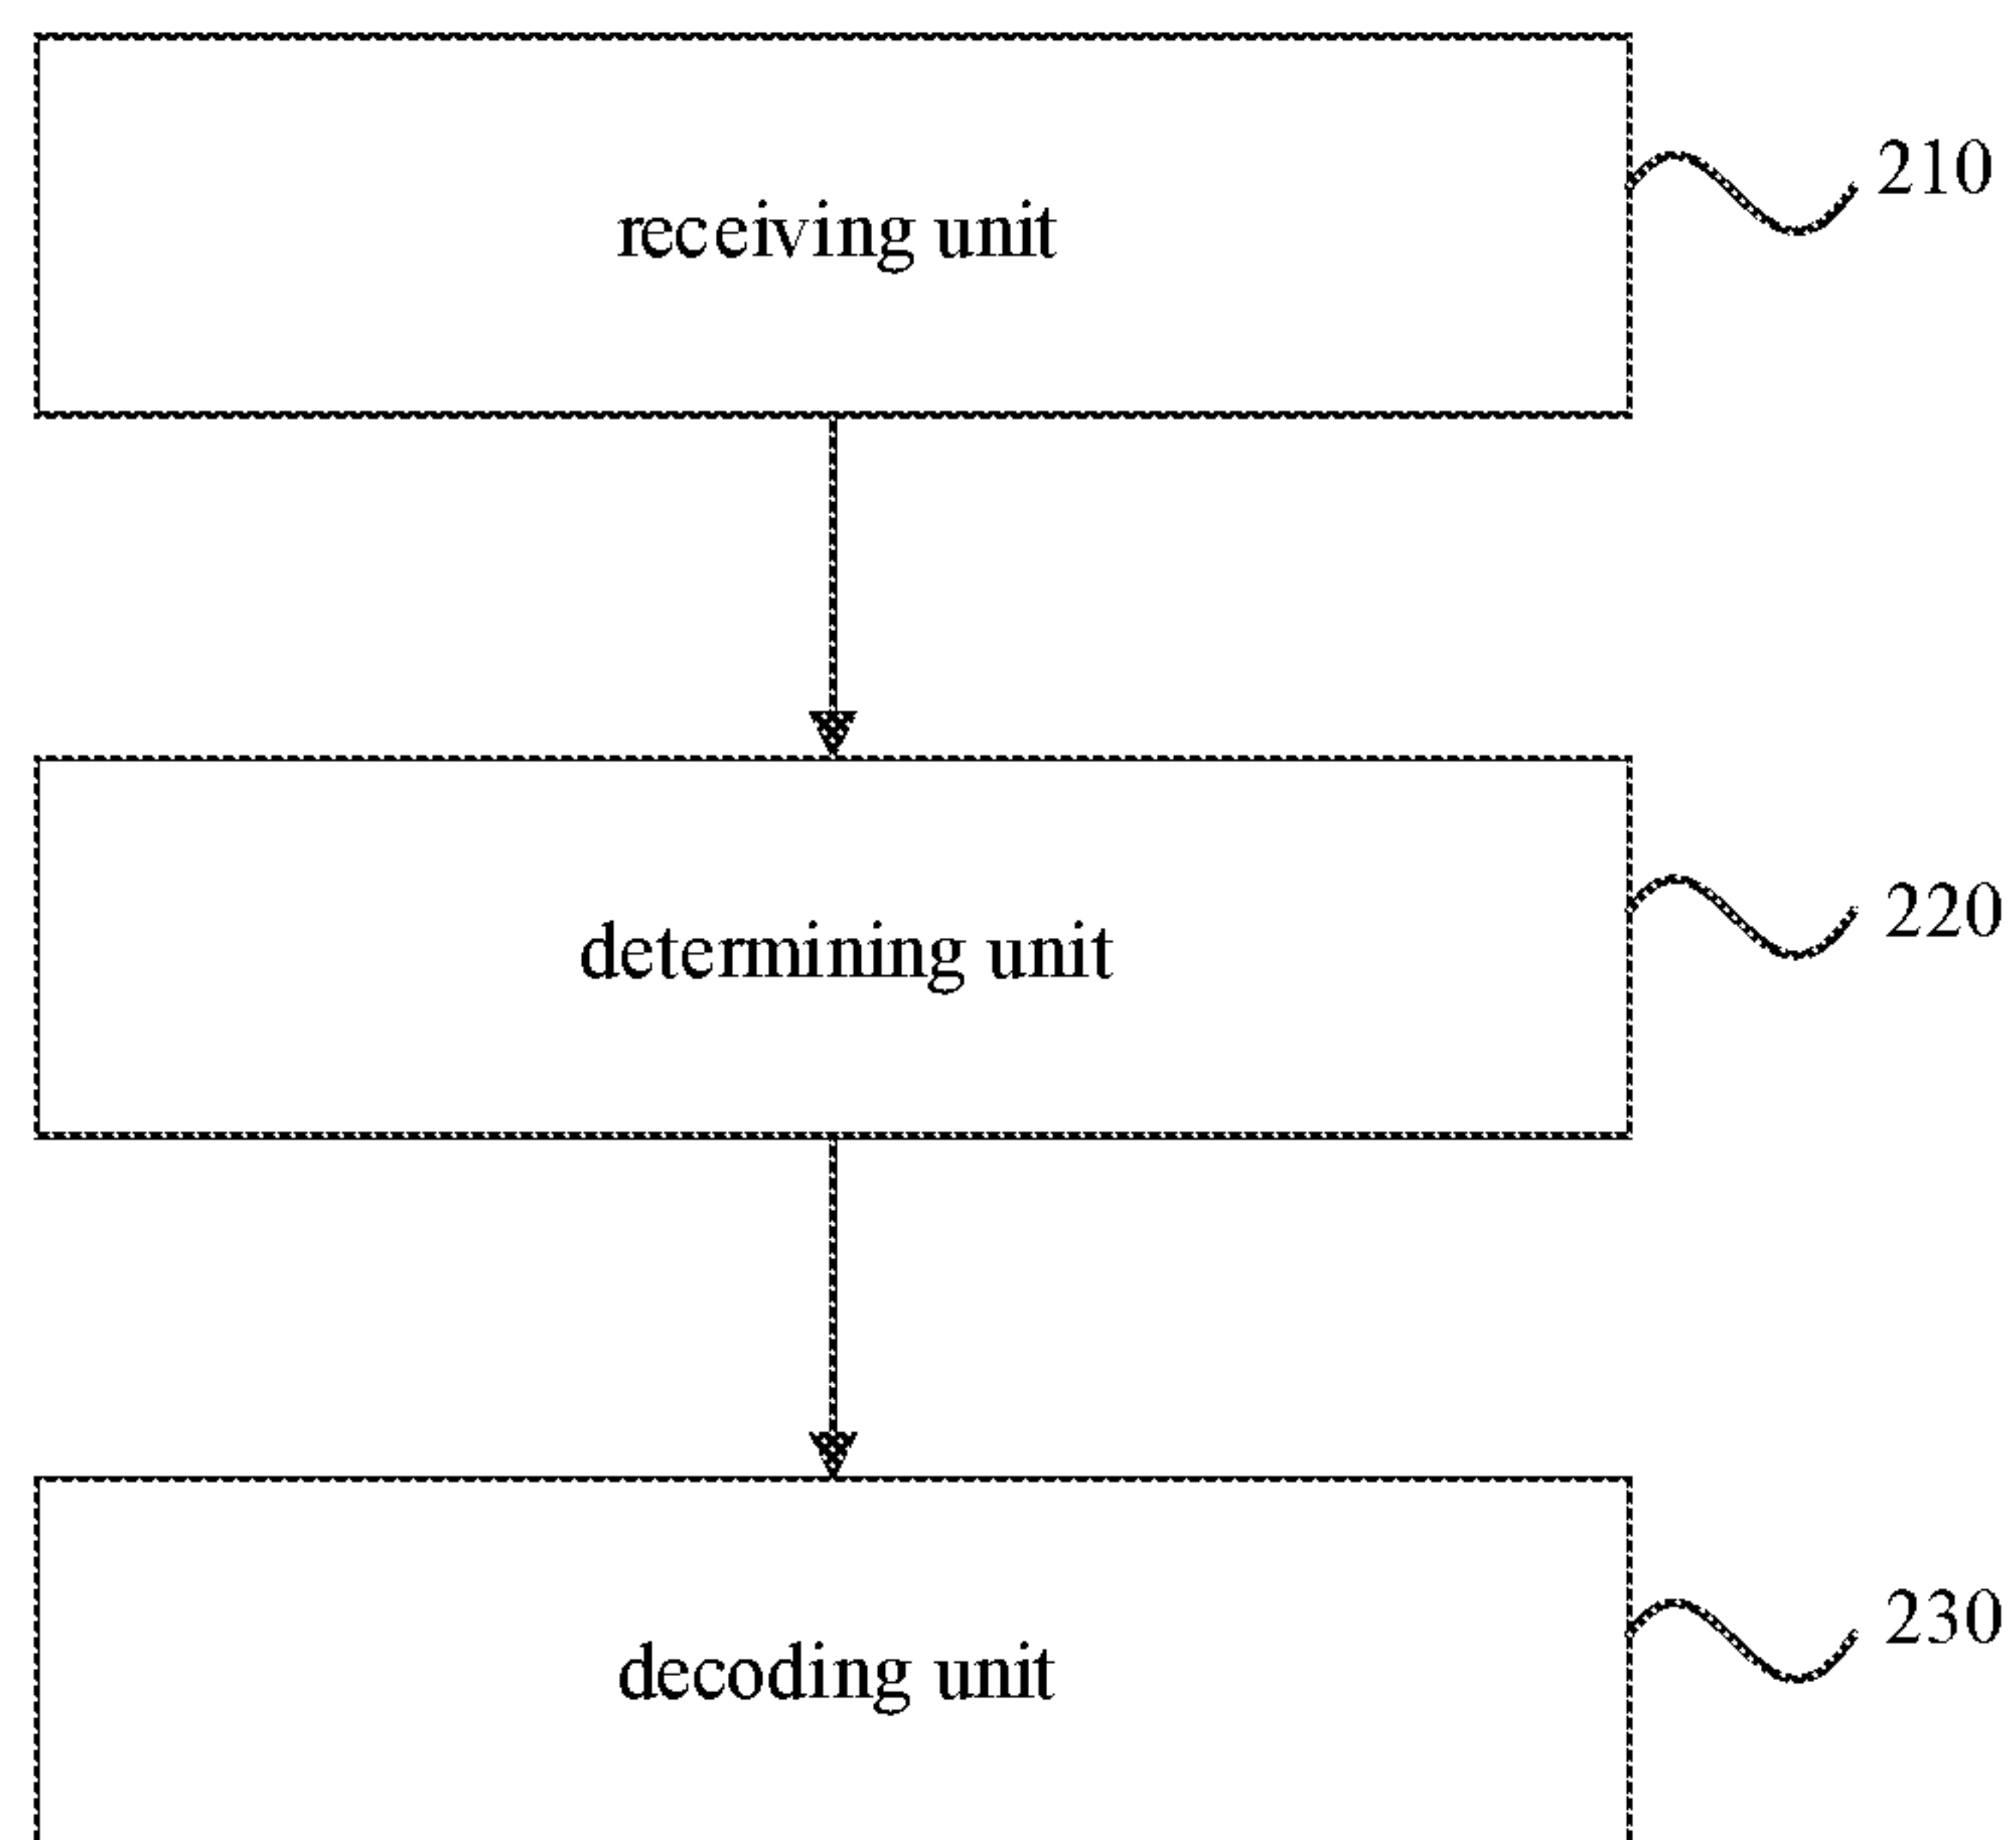 receiving unit
210
determining unit
220
decoding unit
230